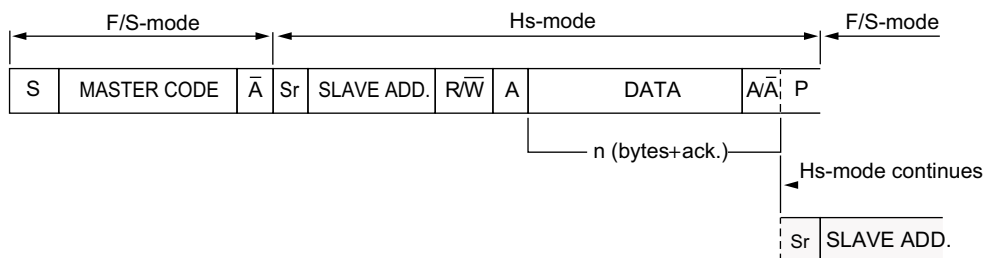 F/S-mode Hs-mode F/S-mode
S MASTER CODE A̅ Sr SLAVE ADD. R/W̅ A DATA A/A̅ P
n (bytes+ack.)
Hs-mode continues
Sr SLAVE ADD.